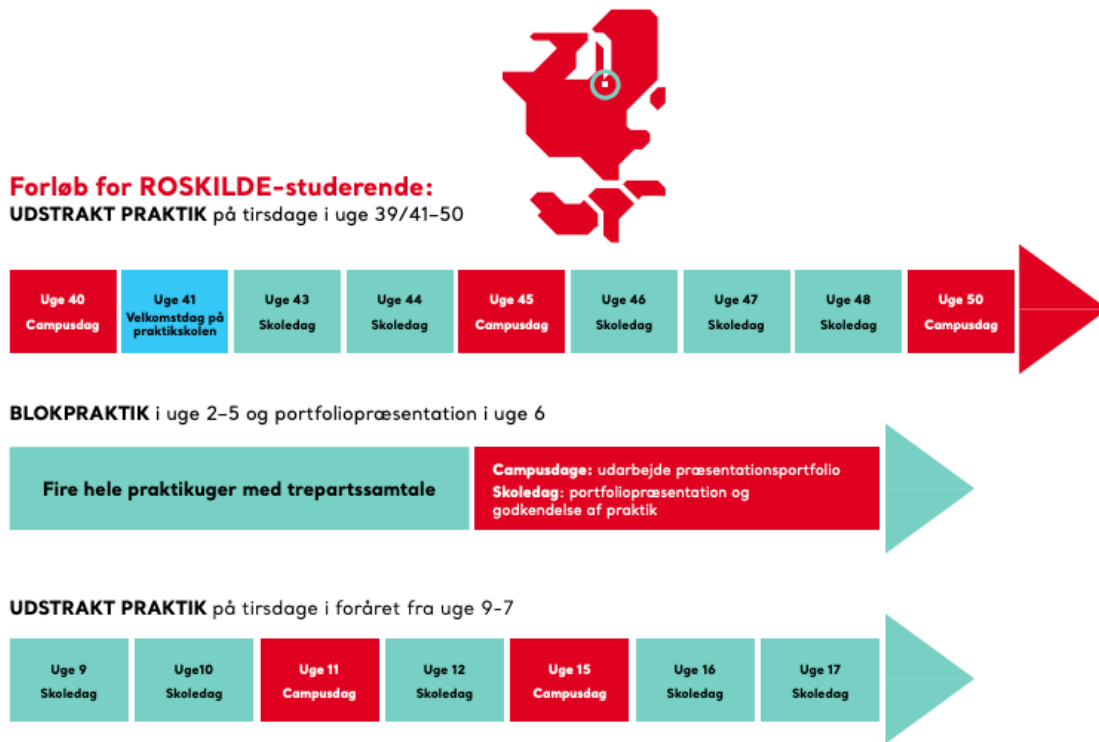 Forløb for ROSKILDE-studerende:
UDSTRAKT PRAKTIK på tirsdage i uge 39/41–50
Uge 40
Campusdag
Uge 41
Velkomstdag på
praktikskolen
Uge 43
Skoledag
Uge 44
Skoledag
Uge 45
Campusdag
Uge 46
Skoledag
Uge 47
Skoledag
Uge 48
Skoledag
Uge 50
Campusdag
BLOKPRAKTIK i uge 2–5 og portfoliopræsentation i uge 6
Fire hele praktikuger med trepartssamtale
Campusdage: udarbejde præsentationsportfolio
Skoledag: portfoliopræsentation og
godkendelse af praktik
UDSTRAKT PRAKTIK på tirsdage i foråret fra uge 9-7
Uge 9
Skoledag
Uge10
Skoledag
Uge 11
Campusdag
Uge 12
Skoledag
Uge 15
Campusdag
Uge 16
Skoledag
Uge 17
Skoledag